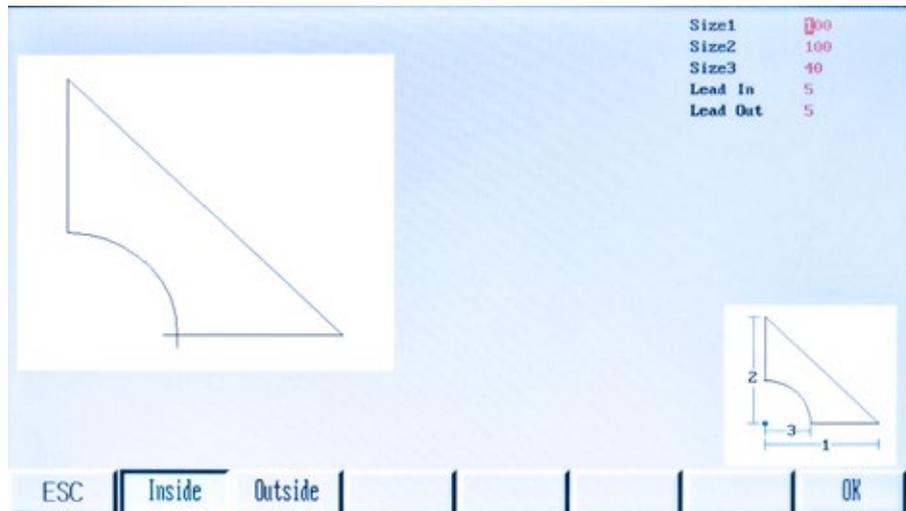 Size1 100
Size2 100
Size3 40
Lead In 5
Lead Out 5
2
3
1
ESC Inside Outside OK